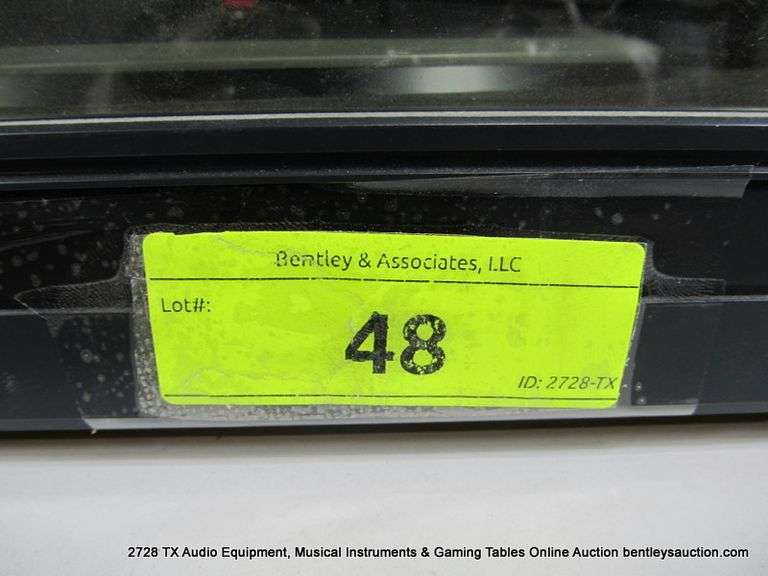 Bentley & Associates, LLC
Lot#:
48
ID: 2728-TX
2728 TX Audio Equipment, Musical Instruments & Gaming Tables Online Auction bentleysauction.com